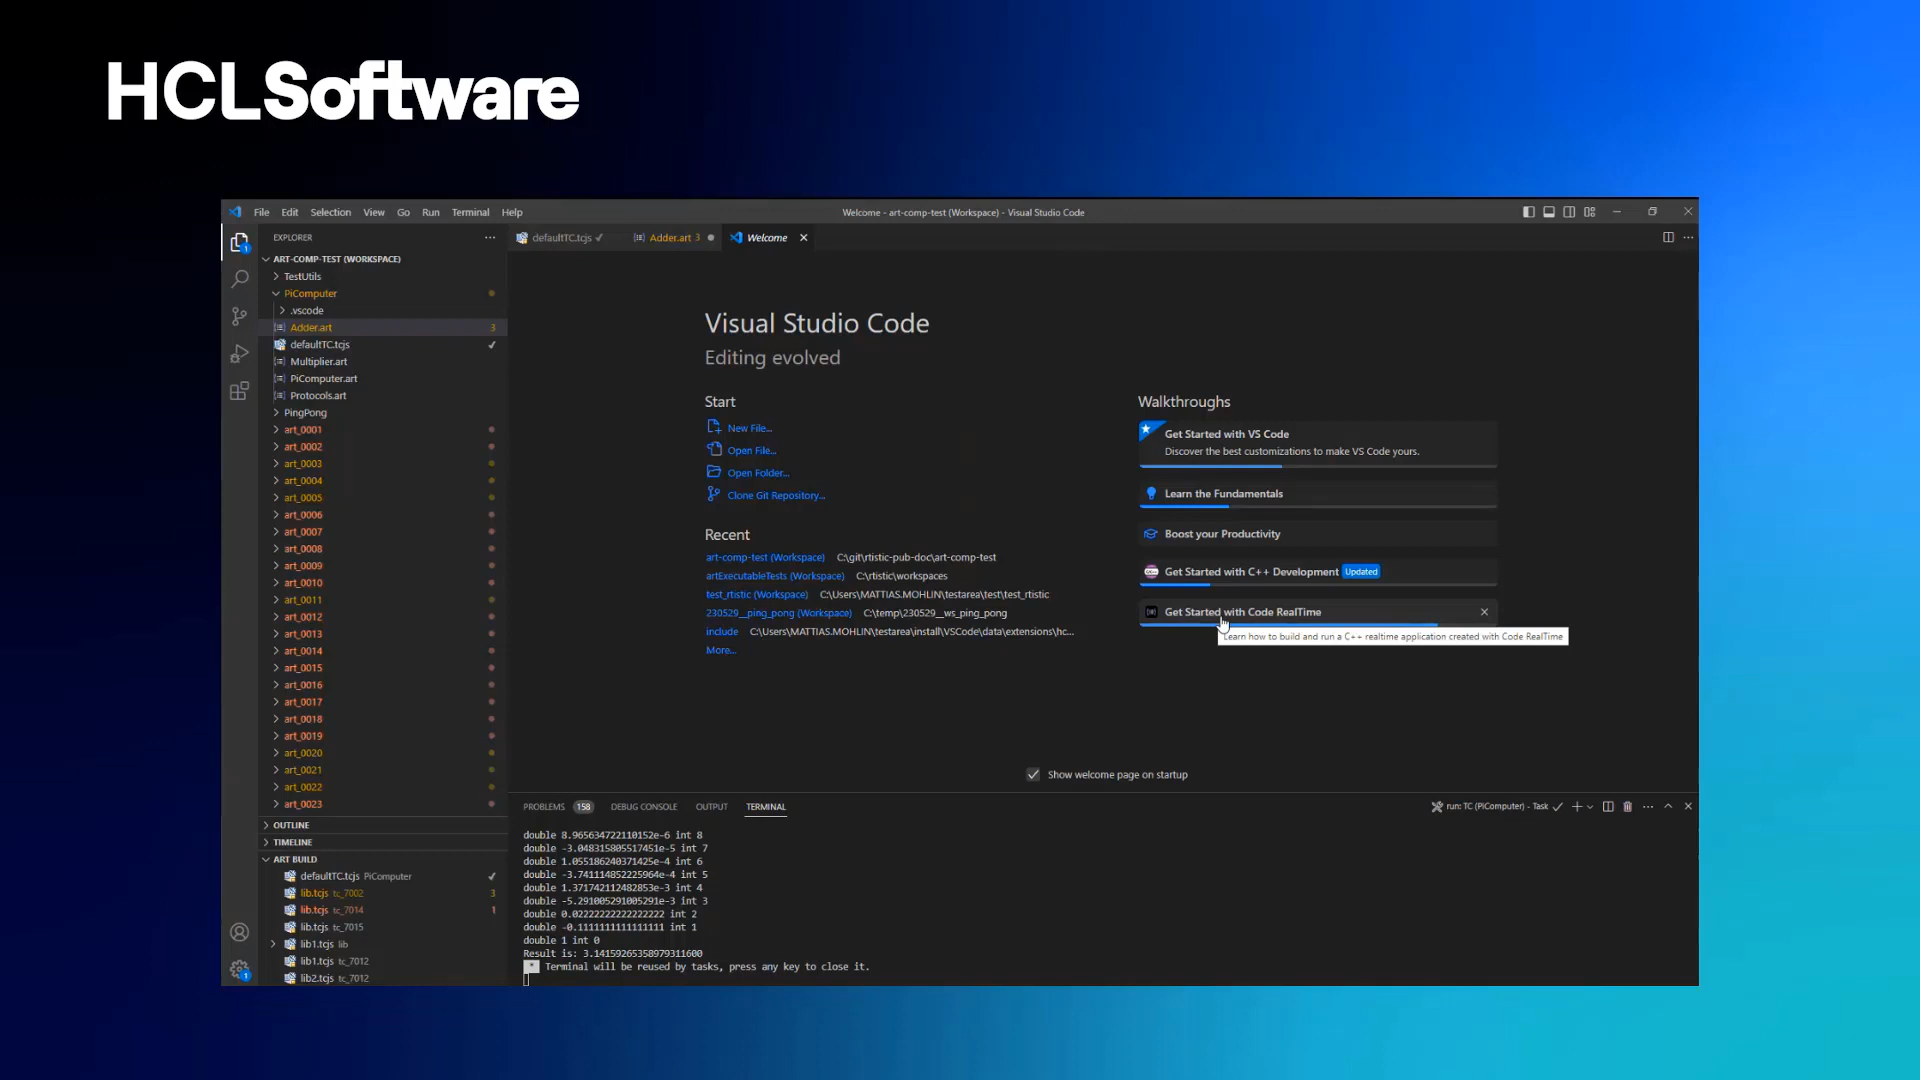 HCLSoftware
File Edit Selection View Go Run Terminal Help
Welcome - art-comp-test (Workspace) - Visual Studio Code
EXPLORER
defaultTC.tcjs
Adder.art 3
Welcome
ART-COMP-TEST (WORKSPACE)
TestUtils
PiComputer
.vscode
Adder.art 3
defaultTC.tcjs
Multiplier.art
PiComputer.art
Protocols.art
PingPong
art_0001
art_0002
art_0003
art_0004
art_0005
art_0006
art_0007
art_0008
art_0009
art_0010
art_0011
art_0012
art_0013
art_0014
art_0015
art_0016
art_0017
art_0018
art_0019
art_0020
art_0021
art_0022
art_0023
OUTLINE
TIMELINE
ART BUILD
defaultTC.tcjs PiComputer
lib.tcjs tc_7002 3
lib.tcjs tc_7014 1
lib.tcjs tc_7015
lib1.tcjs lib
lib1.tcjs tc_7012
lib2.tcjs tc_7012
1
1
Visual Studio Code
Editing evolved
Start
New File...
Open File...
Open Folder...
Clone Git Repository...
Recent
art-comp-test (Workspace) C:\git\rtistic-pub-doc\art-comp-test
artExecutableTests (Workspace) C:\rtistic\workspaces
test_rtistic (Workspace) C:\Users\MATTIAS.MOHLIN\testarea\test\test_rtistic
230529__ping_pong (Workspace) C:\temp\230529__ws_ping_pong
include C:\Users\MATTIAS.MOHLIN\testarea\install\VSCode\data\extensions\hc...
More...
Walkthroughs
Get Started with VS Code
Discover the best customizations to make VS Code yours.
Learn the Fundamentals
Boost your Productivity
Get Started with C++ Development Updated
Get Started with Code RealTime
Learn how to build and run a C++ realtime application created with Code RealTime
Show welcome page on startup
PROBLEMS 158 DEBUG CONSOLE OUTPUT TERMINAL
run: TC (PiComputer) - Task
double 8.965634722110152e-6 int 8
double -3.048315805517451e-5 int 7
double 1.055186240371425e-4 int 6
double -3.741114852225964e-4 int 5
double 1.371742112482853e-3 int 4
double -5.291005291005291e-3 int 3
double 0.02222222222222222 int 2
double -0.1111111111111111 int 1
double 1 int 0
Result is: 3.14159265358979311600
* Terminal will be reused by tasks, press any key to close it.